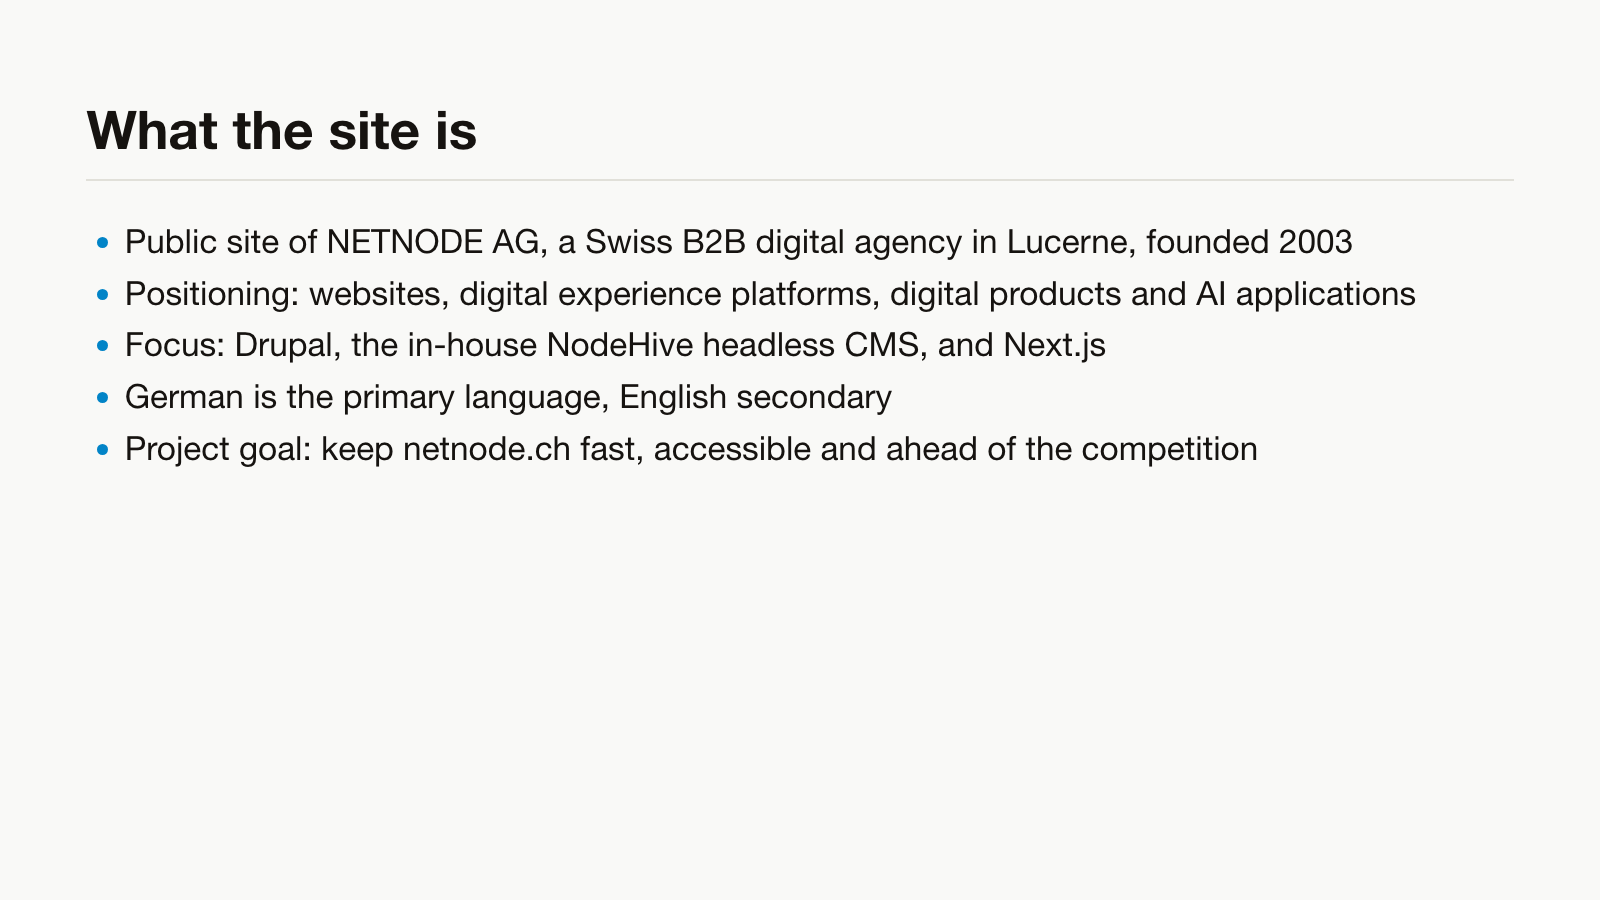 What the site is
Public site of NETNODE AG, a Swiss B2B digital agency in Lucerne, founded 2003
Positioning: websites, digital experience platforms, digital products and AI applications
Focus: Drupal, the in-house NodeHive headless CMS, and Next.js
German is the primary language, English secondary
Project goal: keep netnode.ch fast, accessible and ahead of the competition